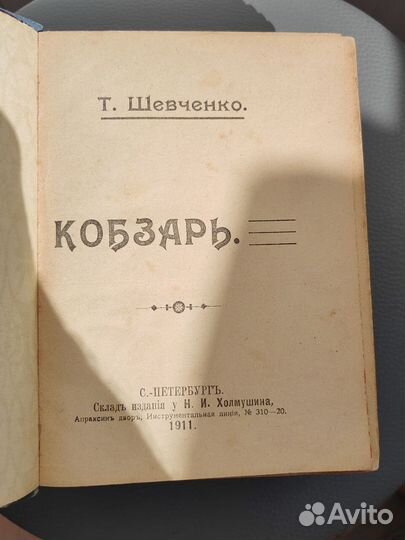 Т. Шевченко.
КОБЗАРЬ.
С.-ПЕТЕРБУРГЪ.
Складъ изданія у Н. И. Холмушина,
Апраксинъ дворъ, Инструментальная линія, № 310—20.
1911.
Avito